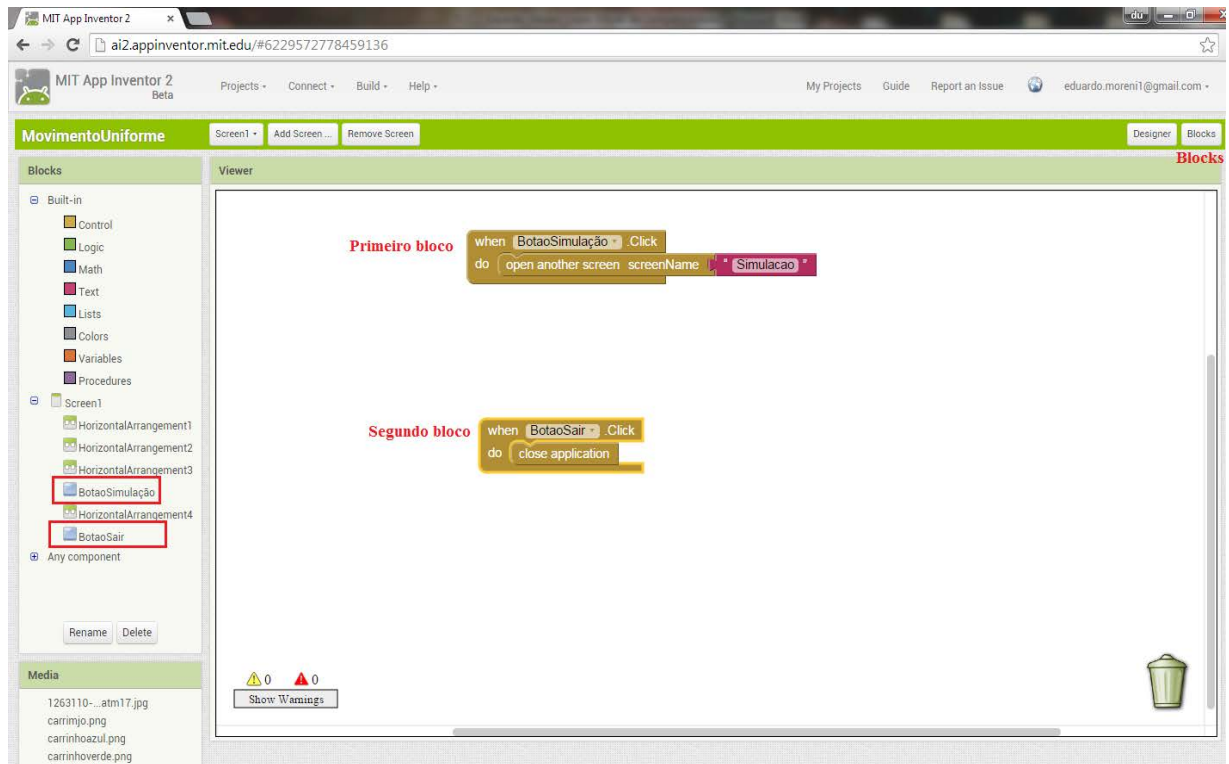 MIT App Inventor 2
du
ai2.appinventor.mit.edu/#6229572778459136
MIT App Inventor 2
Beta
Projects
Connect
Build
Help
My Projects
Guide
Report an Issue
eduardo.moreni1@gmail.com
MovimentoUniforme
Screen1
Add Screen ...
Remove Screen
Designer
Blocks
Blocks
Blocks
Viewer
Built-in
Control
Logic
Math
Text
Lists
Colors
Variables
Procedures
Screen1
HorizontalArrangement1
HorizontalArrangement2
HorizontalArrangement3
BotaoSimulação
HorizontalArrangement4
BotaoSair
Any component
Rename
Delete
Primeiro bloco
when BotaoSimulação .Click
do open another screen screenName " Simulacao "
Segundo bloco
when BotaoSair .Click
do close application
0
0
Show Warnings
Media
1263110-...atm17.jpg
carrimjo.png
carrinhoazul.png
carrinhoverde.png